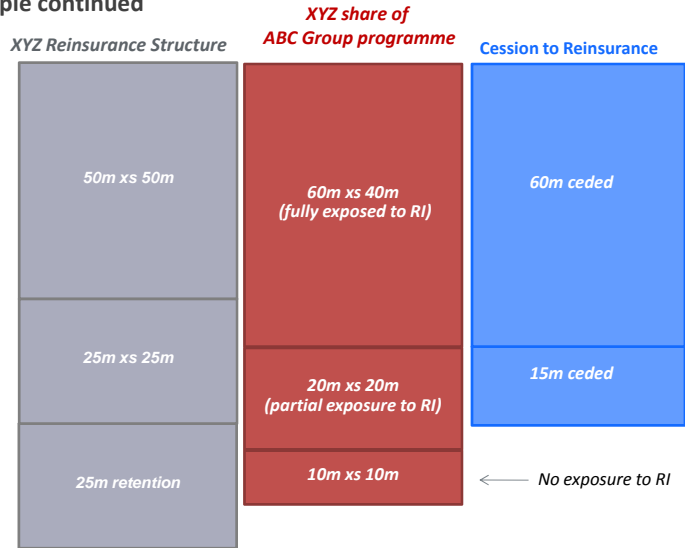 ple continued
XYZ Reinsurance Structure
XYZ share of
ABC Group programme
Cession to Reinsurance
50m xs 50m
60m xs 40m
(fully exposed to RI)
60m ceded
25m xs 25m
20m xs 20m
(partial exposure to RI)
15m ceded
25m retention
10m xs 10m
No exposure to RI